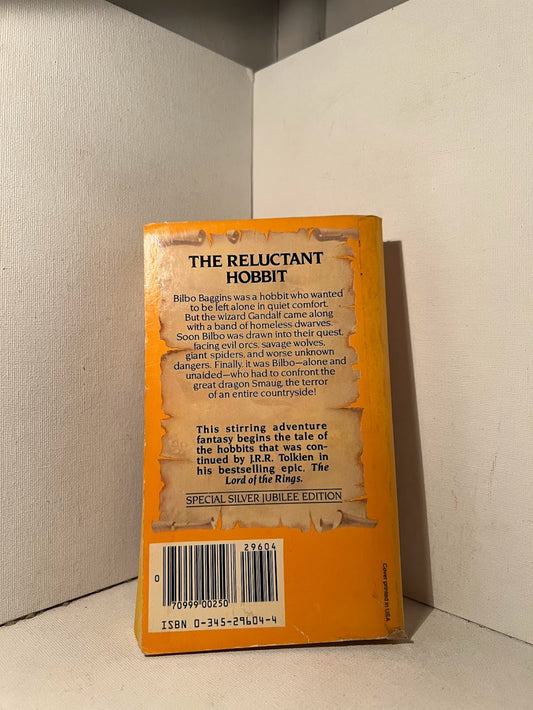 THE RELUCTANT
HOBBIT
Bilbo Baggins was a hobbit who wanted
to be left alone in quiet comfort.
But the wizard Gandalf came along
with a band of homeless dwarves.
Soon Bilbo was drawn into their quest,
facing evil orcs, savage wolves,
giant spiders, and worse unknown
dangers. Finally, it was Bilbo—alone and
unaided—who had to confront the
great dragon Smaug, the terror
of an entire countryside!
This stirring adventure
fantasy begins the tale of
the hobbits that was con-
tinued by J.R.R. Tolkien in
his bestselling epic, The
Lord of the Rings.
SPECIAL SILVER JUBILEE EDITION
29604
0
70999 00250
ISBN 0-345-29604-4
Cover printed in USA